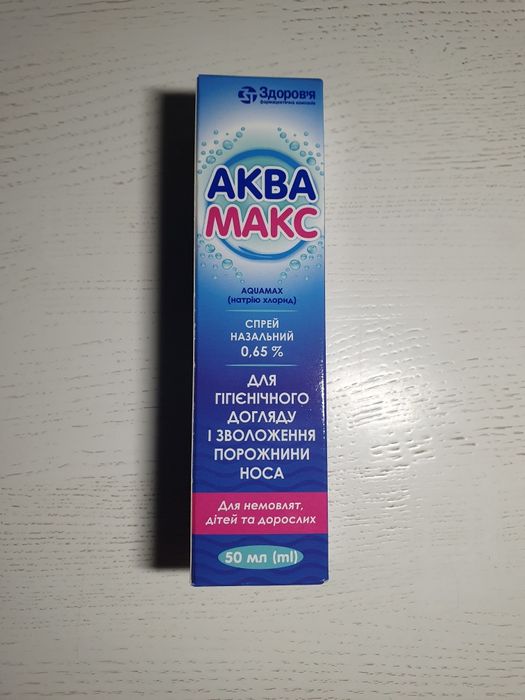 Здоров'я
фармацевтична компанія
АКВА
МАКС
AQUAMAX
(натрію хлорид)
СПРЕЙ
НАЗАЛЬНИЙ
0,65 %
ДЛЯ
ГІГІЄНІЧНОГО
ДОГЛЯДУ
І ЗВОЛОЖЕННЯ
ПОРОЖНИНИ
НОСА
Для немовлят,
дітей та дорослих
50 мл (ml)